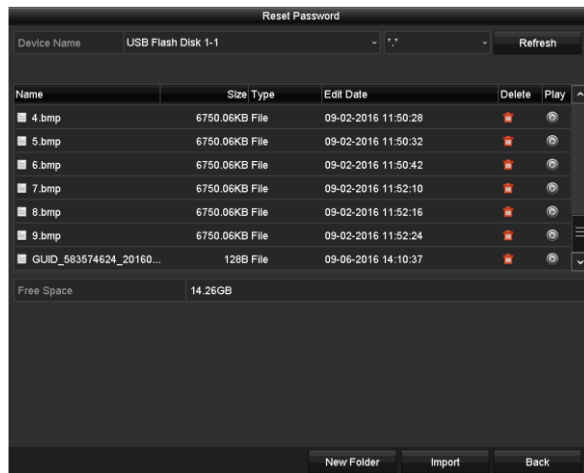 Reset Password
Device Name USB Flash Disk 1-1 *.* Refresh
Name Size Type Edit Date Delete Play
4.bmp 6750.06KB File 09-02-2016 11:50:28
5.bmp 6750.06KB File 09-02-2016 11:50:32
6.bmp 6750.06KB File 09-02-2016 11:50:42
7.bmp 6750.06KB File 09-02-2016 11:52:10
8.bmp 6750.06KB File 09-02-2016 11:52:16
9.bmp 6750.06KB File 09-02-2016 11:52:24
GUID_583574624_20160... 128B File 09-06-2016 14:10:37
Free Space 14.26GB
New Folder Import Back